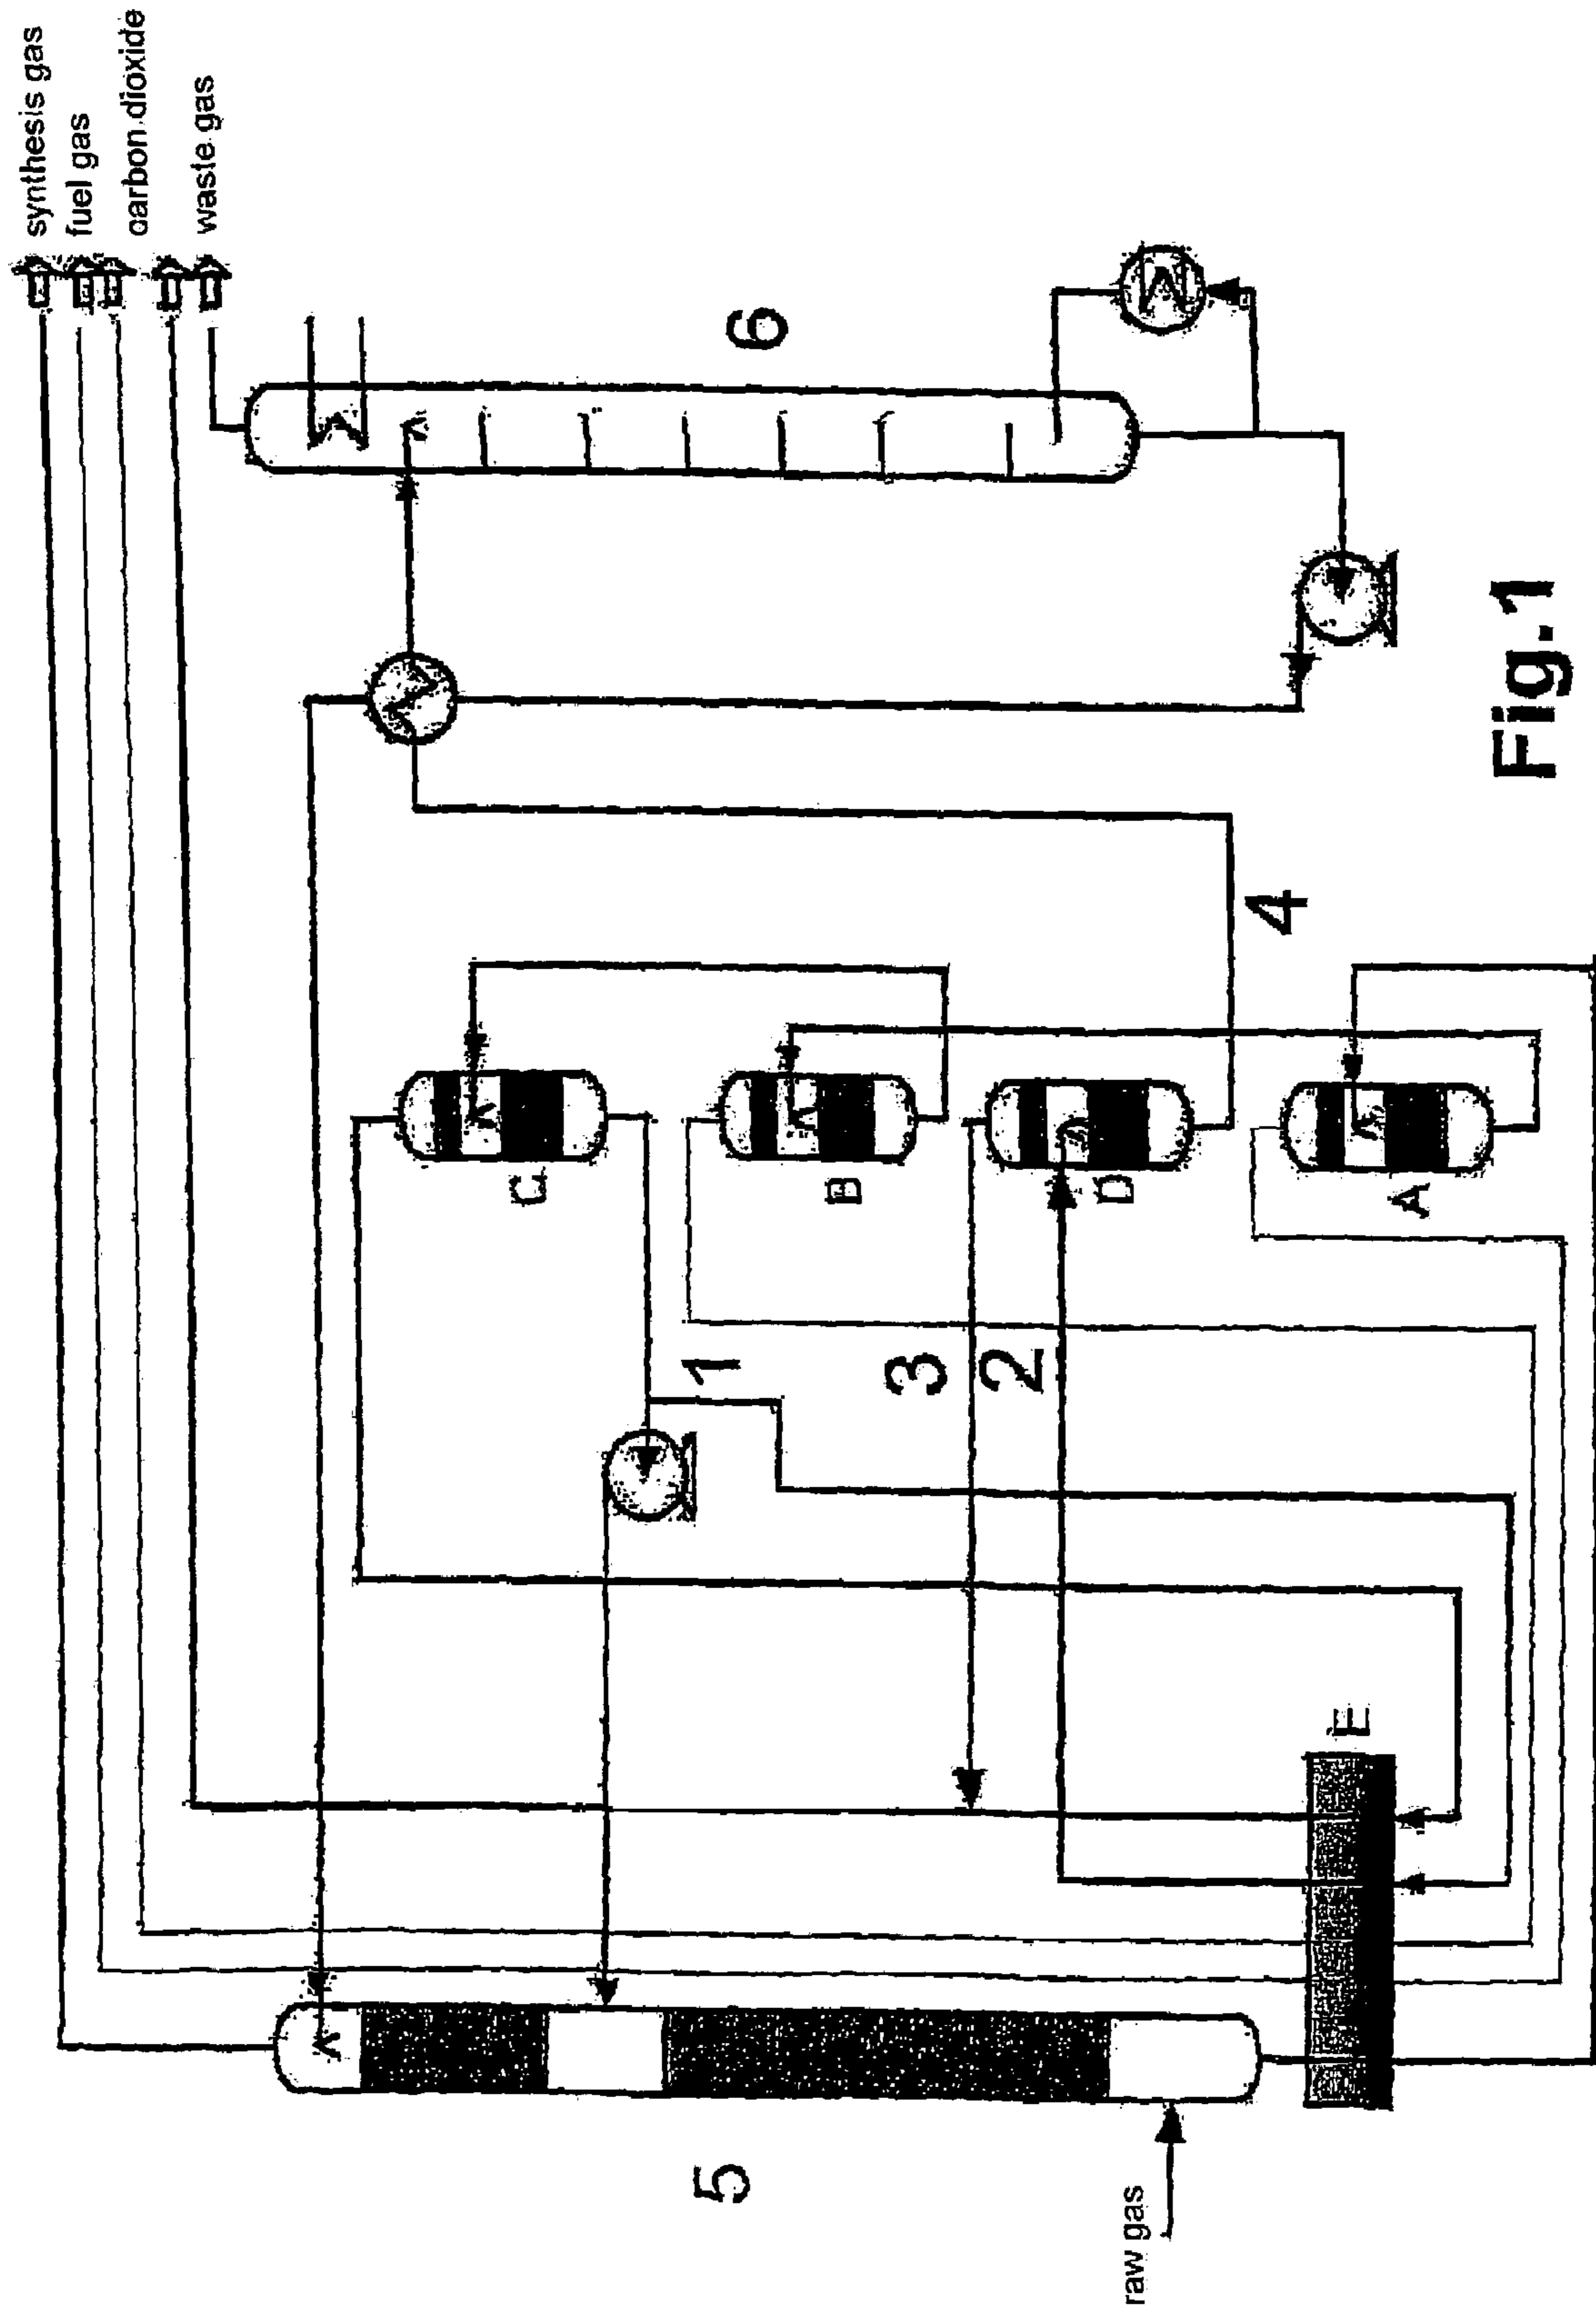 synthesis gas
fuel gas
carbon dioxide
waste gas
6
C
B
D
A
4
1
3
2
E
5
raw gas
Fig.1